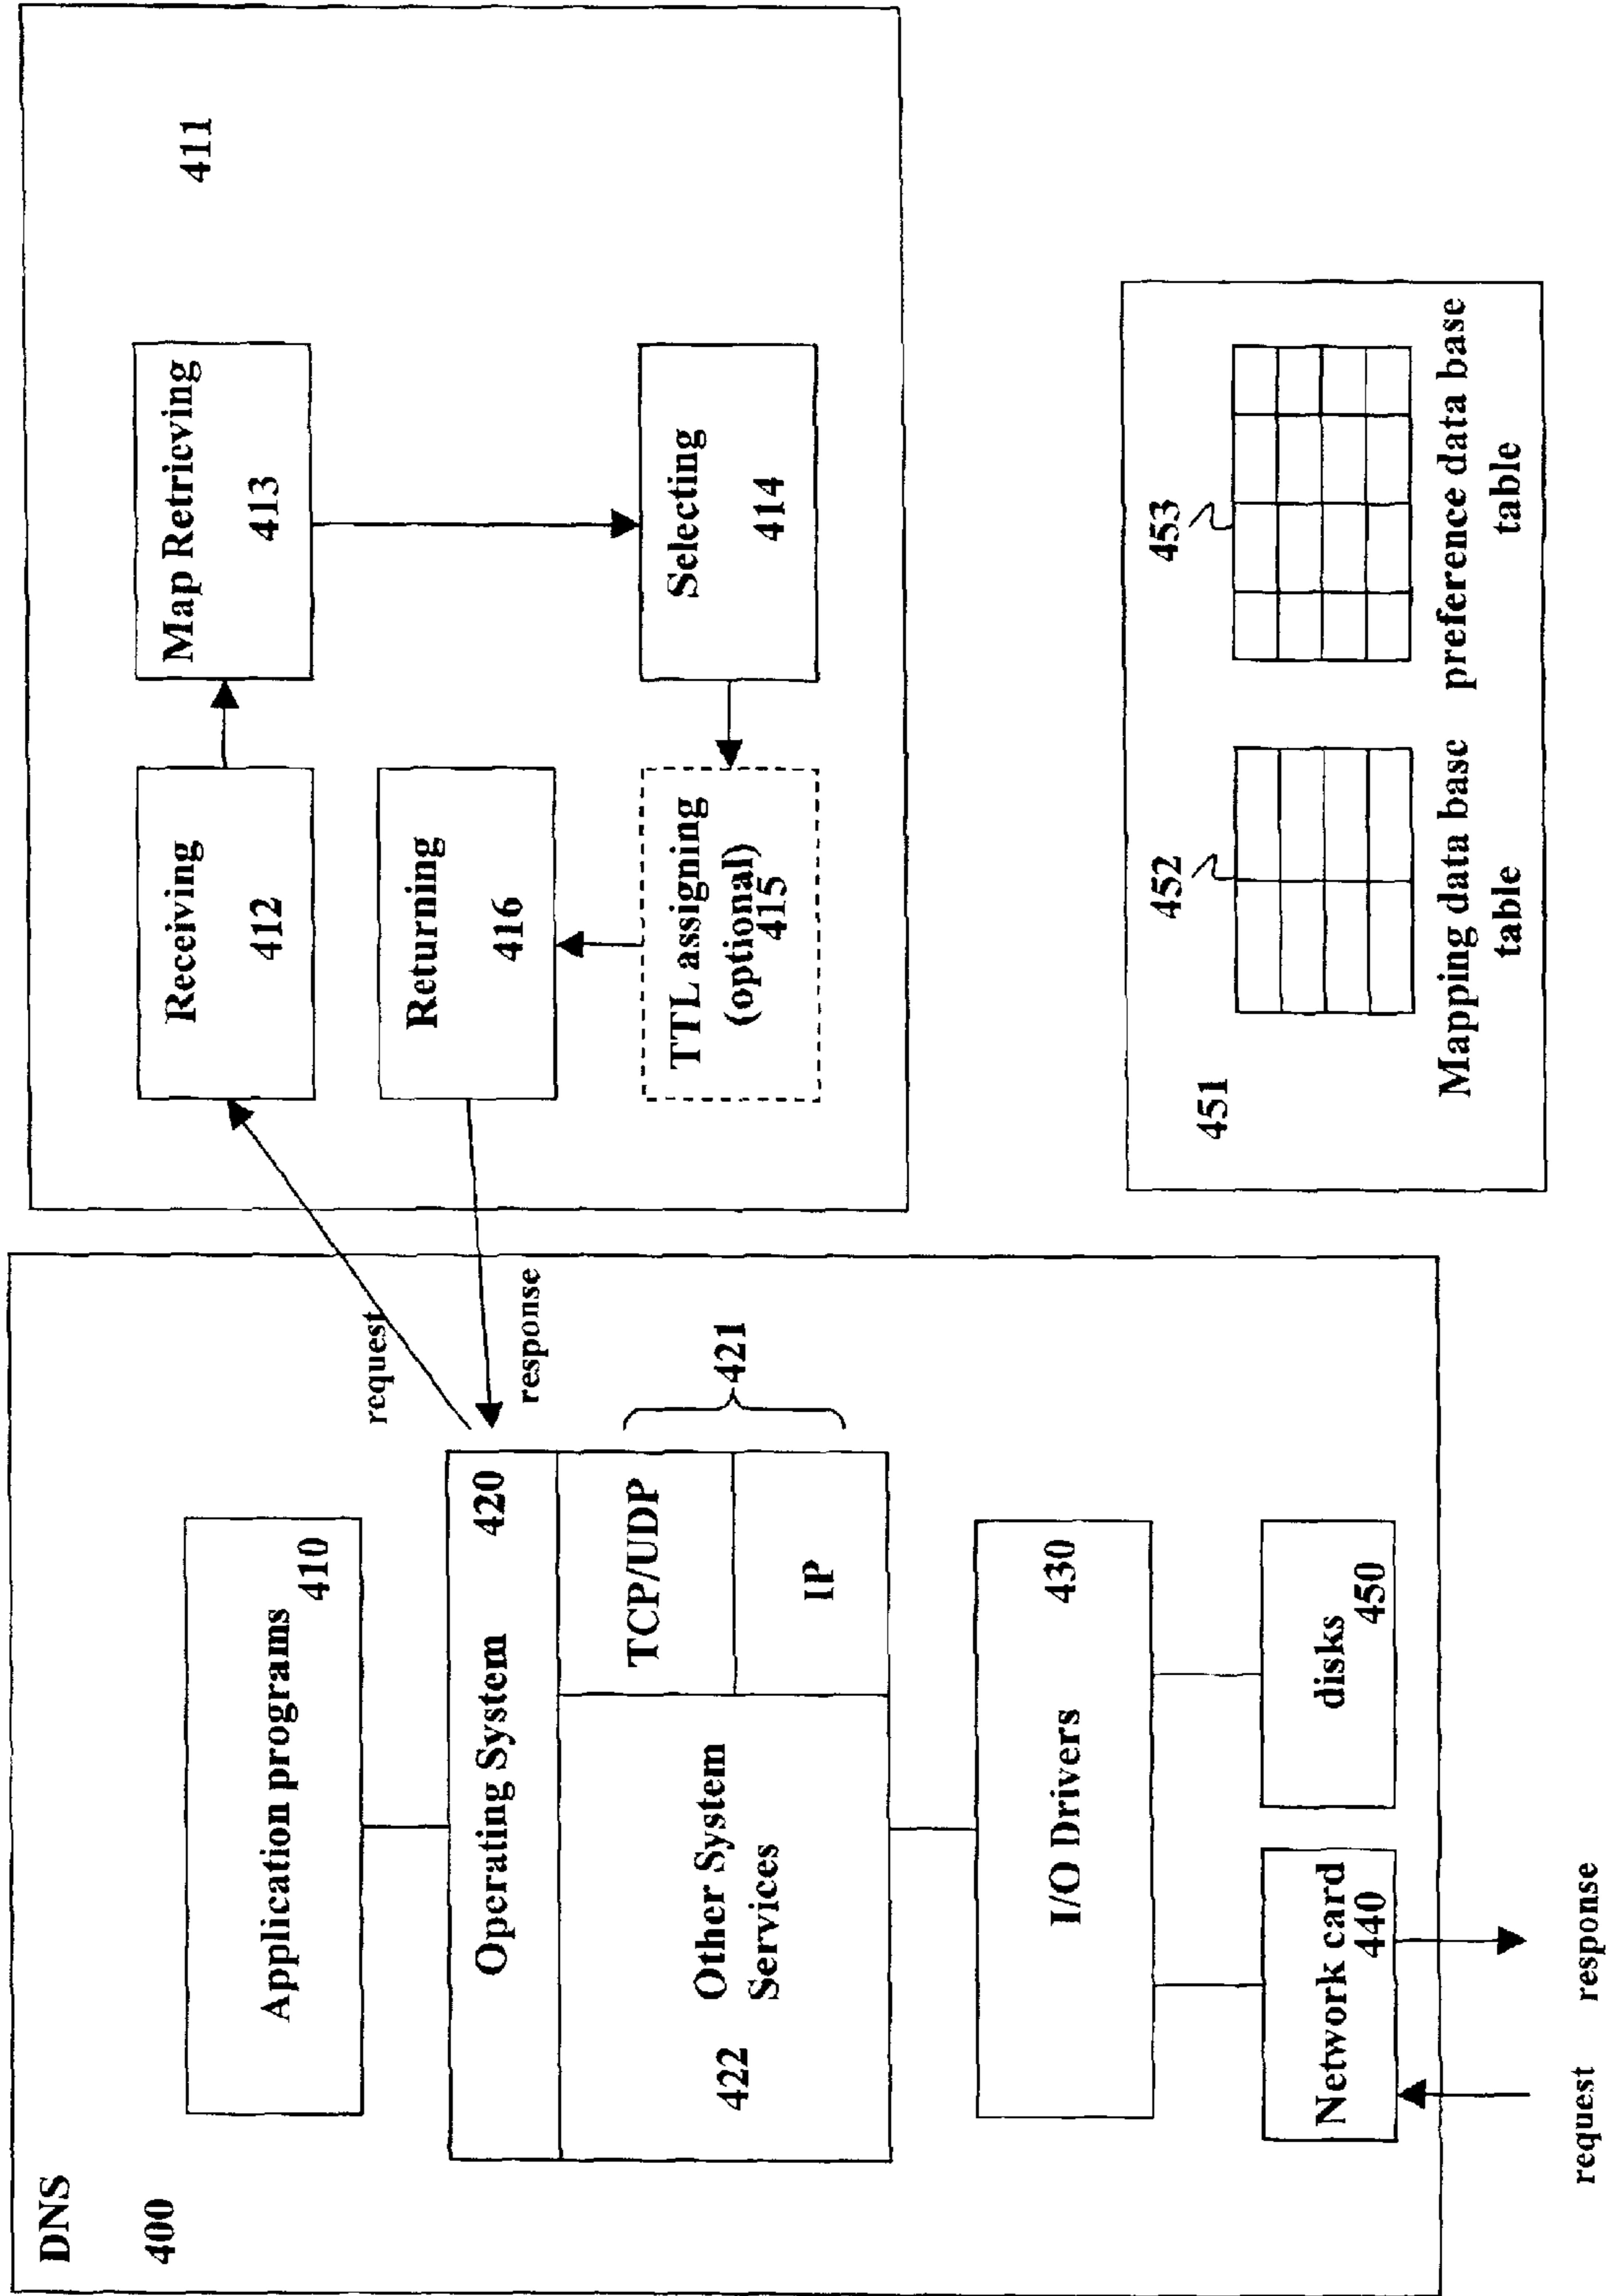 DNS
400
Application programs
410
Operating System
420
TCP/UDP
IP
421
Other System
Services
422
I/O Drivers
430
Network card
440
disks
450
request
response
request
response
411
Receiving
412
Map Retrieving
413
Returning
416
TTL assigning
(optional)
415
Selecting
414
451
452
453
Mapping data base
table
preference data base
table